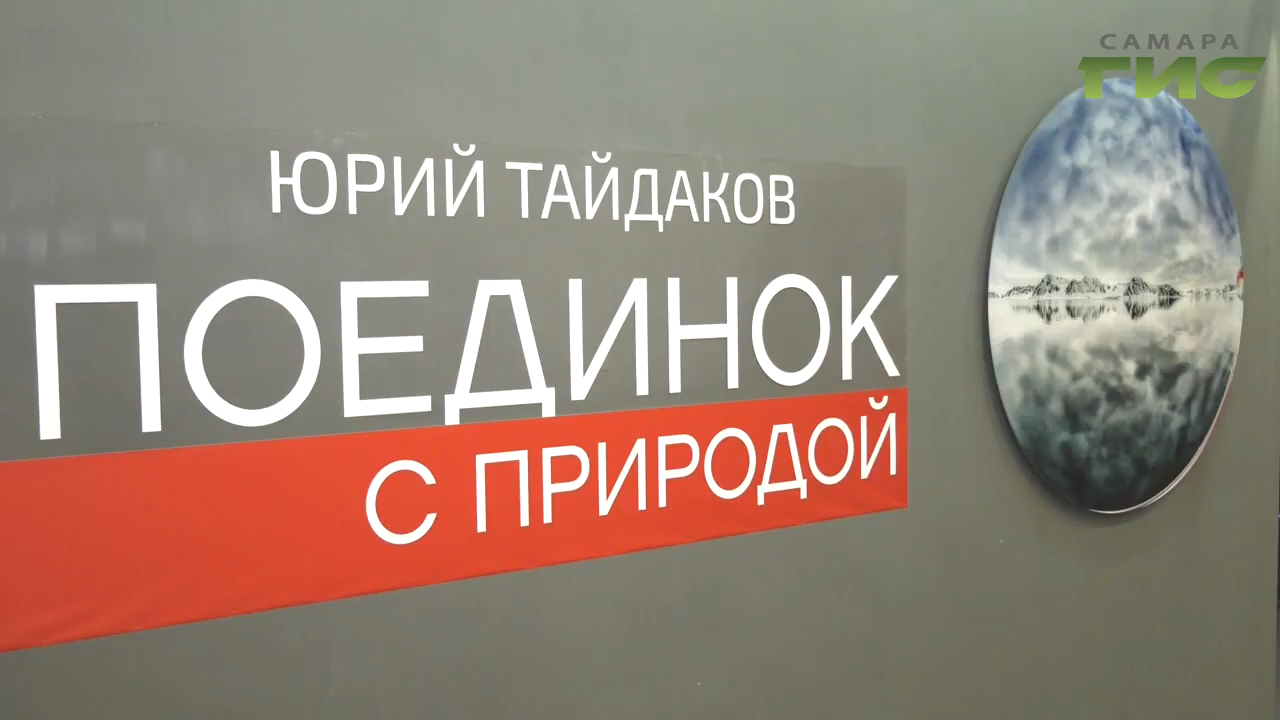 САМАРА
ГИС
ЮРИЙ ТАЙДАКОВ
ПОЕДИНОК
С ПРИРОДОЙ